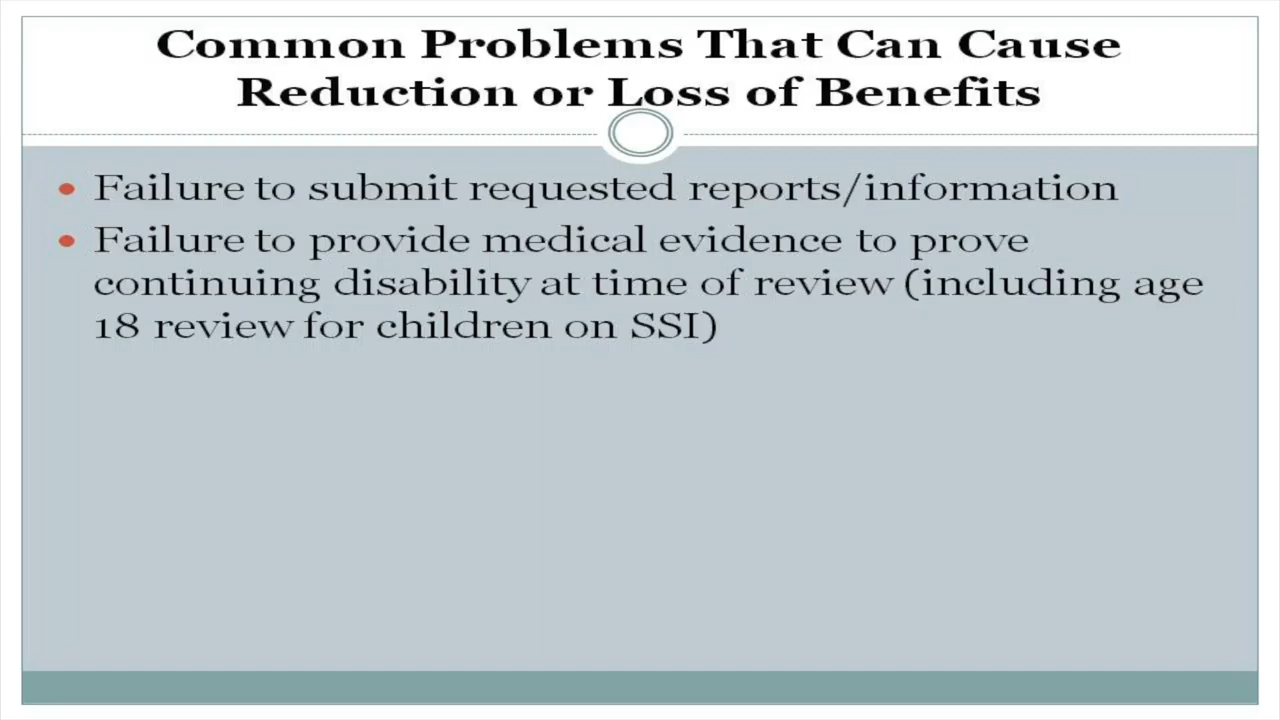 Common Problems That Can Cause
Reduction or Loss of Benefits
• Failure to submit requested reports/information
• Failure to provide medical evidence to prove
continuing disability at time of review (including age
18 review for children on SSI)